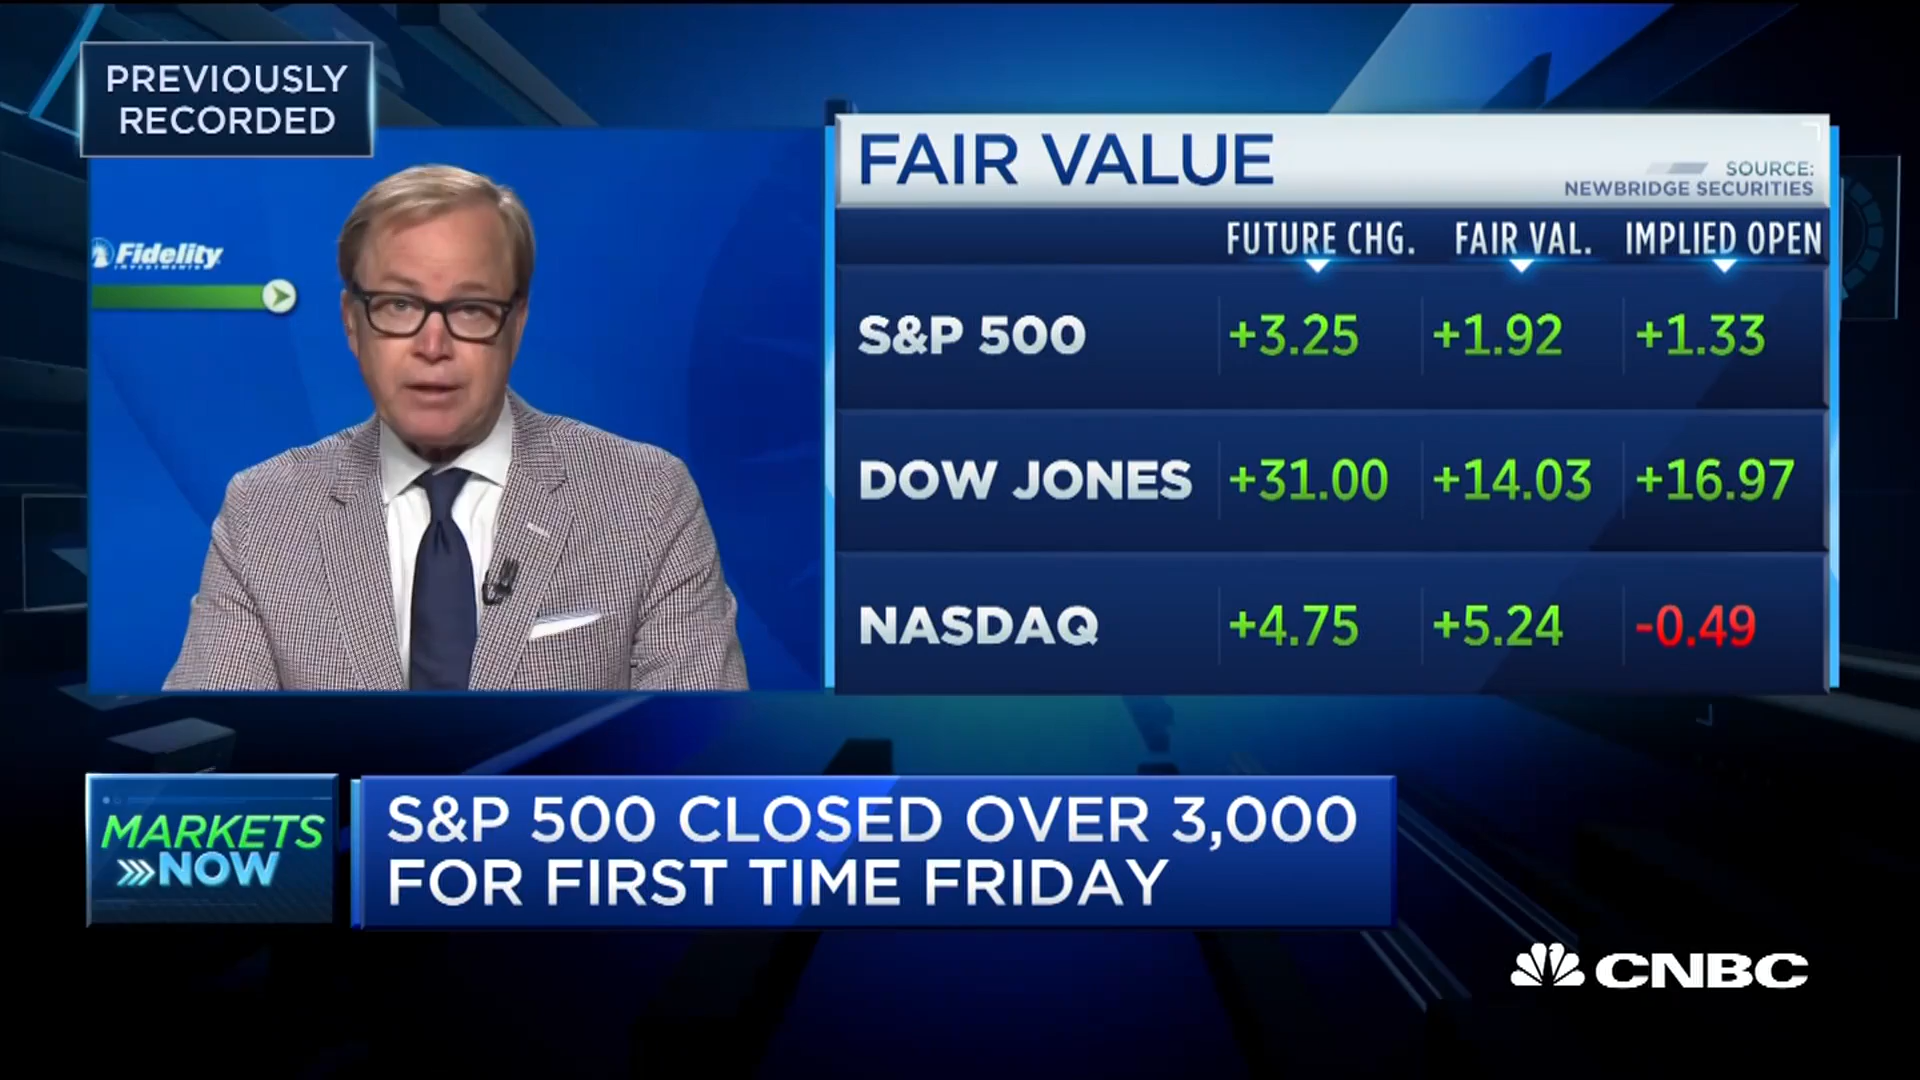 PREVIOUSLY
RECORDED
Fidelity
INVESTMENTS
FAIR VALUE
SOURCE:
NEWBRIDGE SECURITIES
FUTURE CHG. FAIR VAL. IMPLIED OPEN
S&P 500 +3.25 +1.92 +1.33
DOW JONES +31.00 +14.03 +16.97
NASDAQ +4.75 +5.24 -0.49
MARKETS
NOW
S&P 500 CLOSED OVER 3,000
FOR FIRST TIME FRIDAY
CNBC